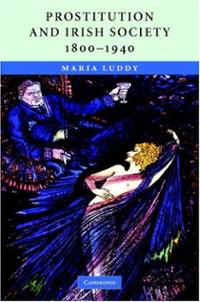 PROSTITUTION
AND IRISH SOCIETY
1800–1940
MARIA LUDDY
CAMBRIDGE